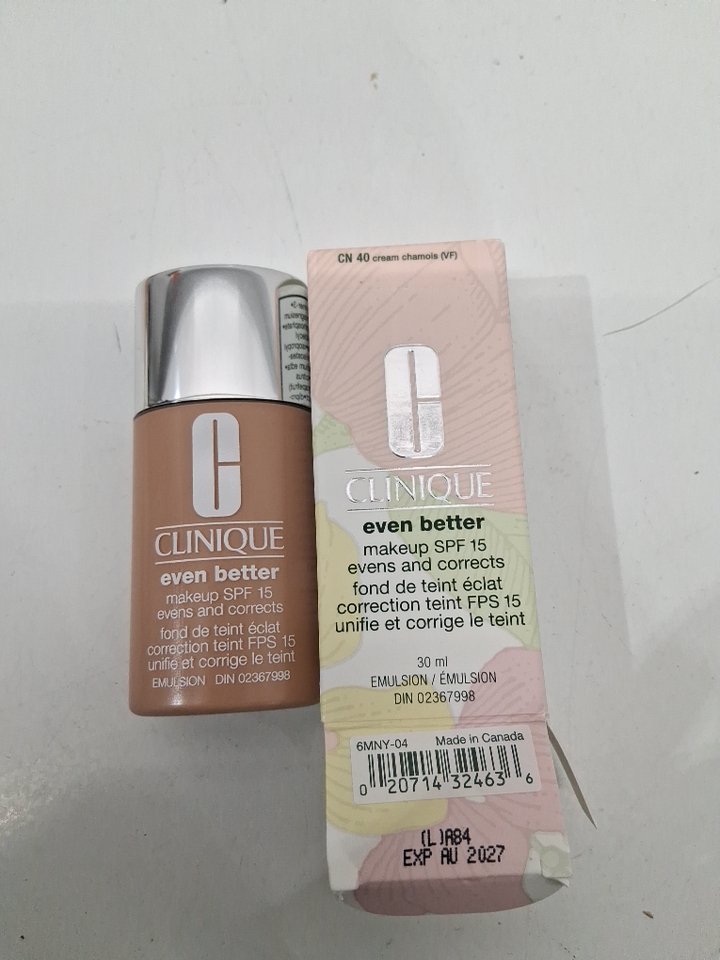 CLINIQUE
even better
makeup SPF 15
evens and corrects
fond de teint éclat
correction teint FPS 15
unifie et corrige le teint
EMULSION DIN 02367998
CN 40 cream chamois (VF)
CLINIQUE
even better
makeup SPF 15
evens and corrects
fond de teint éclat
correction teint FPS 15
unifie et corrige le teint
30 ml
EMULSION / ÉMULSION
DIN 02367998
6MNY-04 Made in Canada
0 20714 32463 6
(L)A84
EXP AU 2027